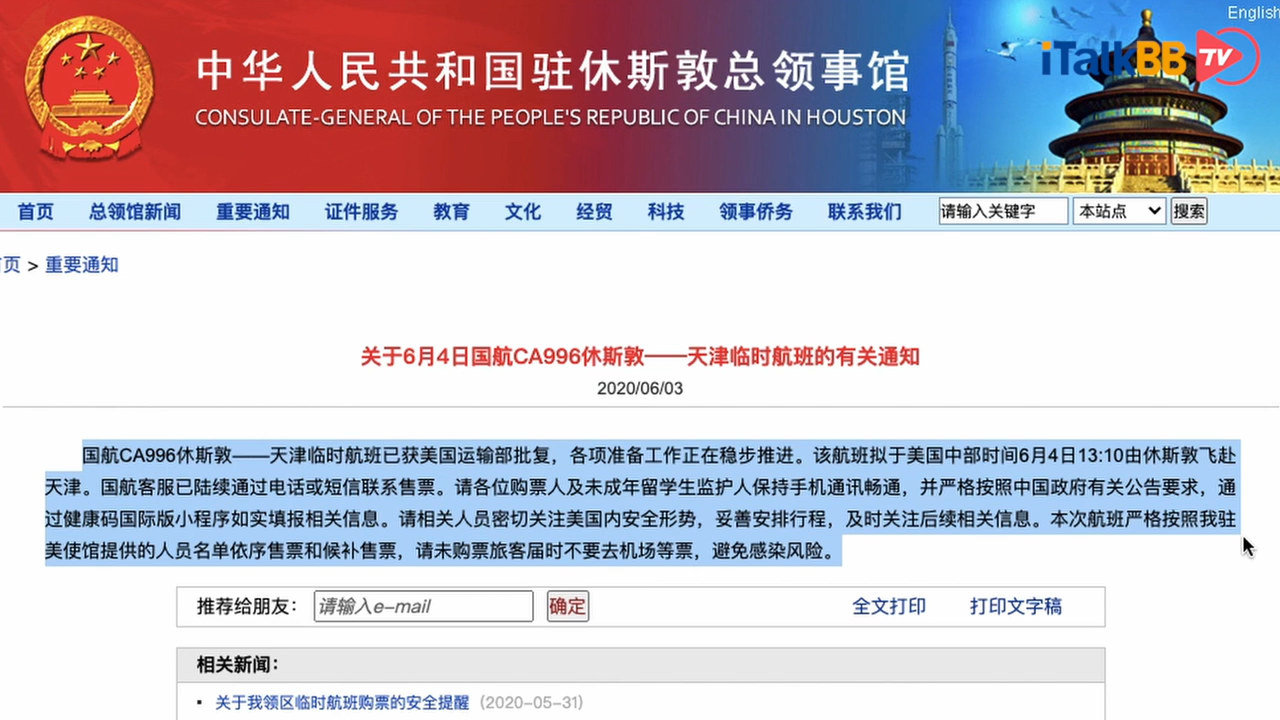 English
iTalkBB TV
中华人民共和国驻休斯敦总领事馆
CONSULATE-GENERAL OF THE PEOPLE'S REPUBLIC OF CHINA IN HOUSTON
首页 总领馆新闻 重要通知 证件服务 教育 文化 经贸 科技 领事侨务 联系我们 请输入关键字 本站点 搜索
页 > 重要通知
关于6月4日国航CA996休斯敦——天津临时航班的有关通知
2020/06/03
国航CA996休斯敦——天津临时航班已获美国运输部批复，各项准备工作正在稳步推进。该航班拟于美国中部时间6月4日13:10由休斯敦飞赴
天津。国航客服已陆续通过电话或短信联系售票。请各位购票人及未成年留学生监护人保持手机通讯畅通，并严格按照中国政府有关公告要求，通
过健康码国际版小程序如实填报相关信息。请相关人员密切关注美国内安全形势，妥善安排行程，及时关注后续相关信息。本次航班严格按照我驻
美使馆提供的人员名单依序售票和候补售票，请未购票旅客届时不要去机场等票，避免感染风险。
推荐给朋友： 请输入e-mail 确定 全文打印 打印文字稿
相关新闻：
▪ 关于我领区临时航班购票的安全提醒 (2020-05-31)